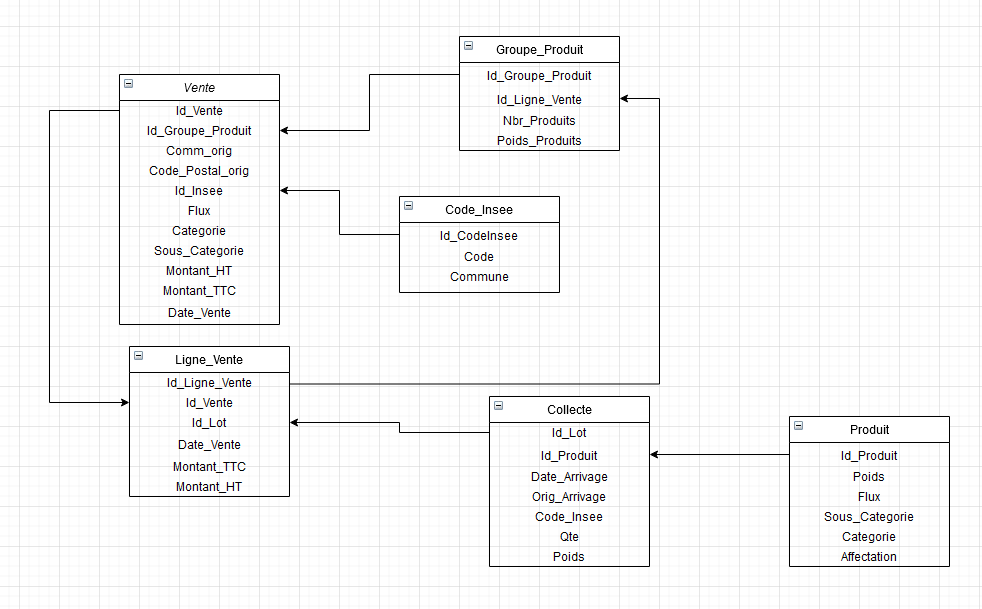 Groupe_Produit
Id_Groupe_Produit
Id_Ligne_Vente
Nbr_Produits
Poids_Produits
Vente
Id_Vente
Id_Groupe_Produit
Comm_orig
Code_Postal_orig
Id_Insee
Flux
Categorie
Sous_Categorie
Montant_HT
Montant_TTC
Date_Vente
Code_Insee
Id_CodeInsee
Code
Commune
Ligne_Vente
Id_Ligne_Vente
Id_Vente
Id_Lot
Date_Vente
Montant_TTC
Montant_HT
Collecte
Id_Lot
Id_Produit
Date_Arrivage
Orig_Arrivage
Code_Insee
Qte
Poids
Produit
Id_Produit
Poids
Flux
Sous_Categorie
Categorie
Affectation